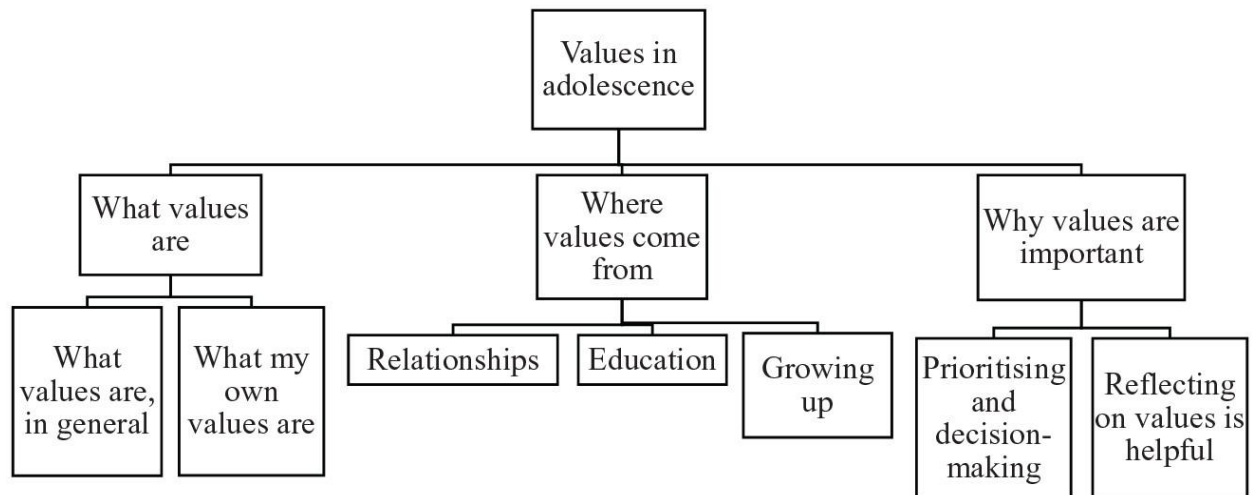 Values in
adolescence
What values
are
Where
values come
from
Why values are
important
What
values are,
in general
What my
own
values are
Relationships
Education
Growing
up
Prioritising
and
decision-
making
Reflecting
on values is
helpful